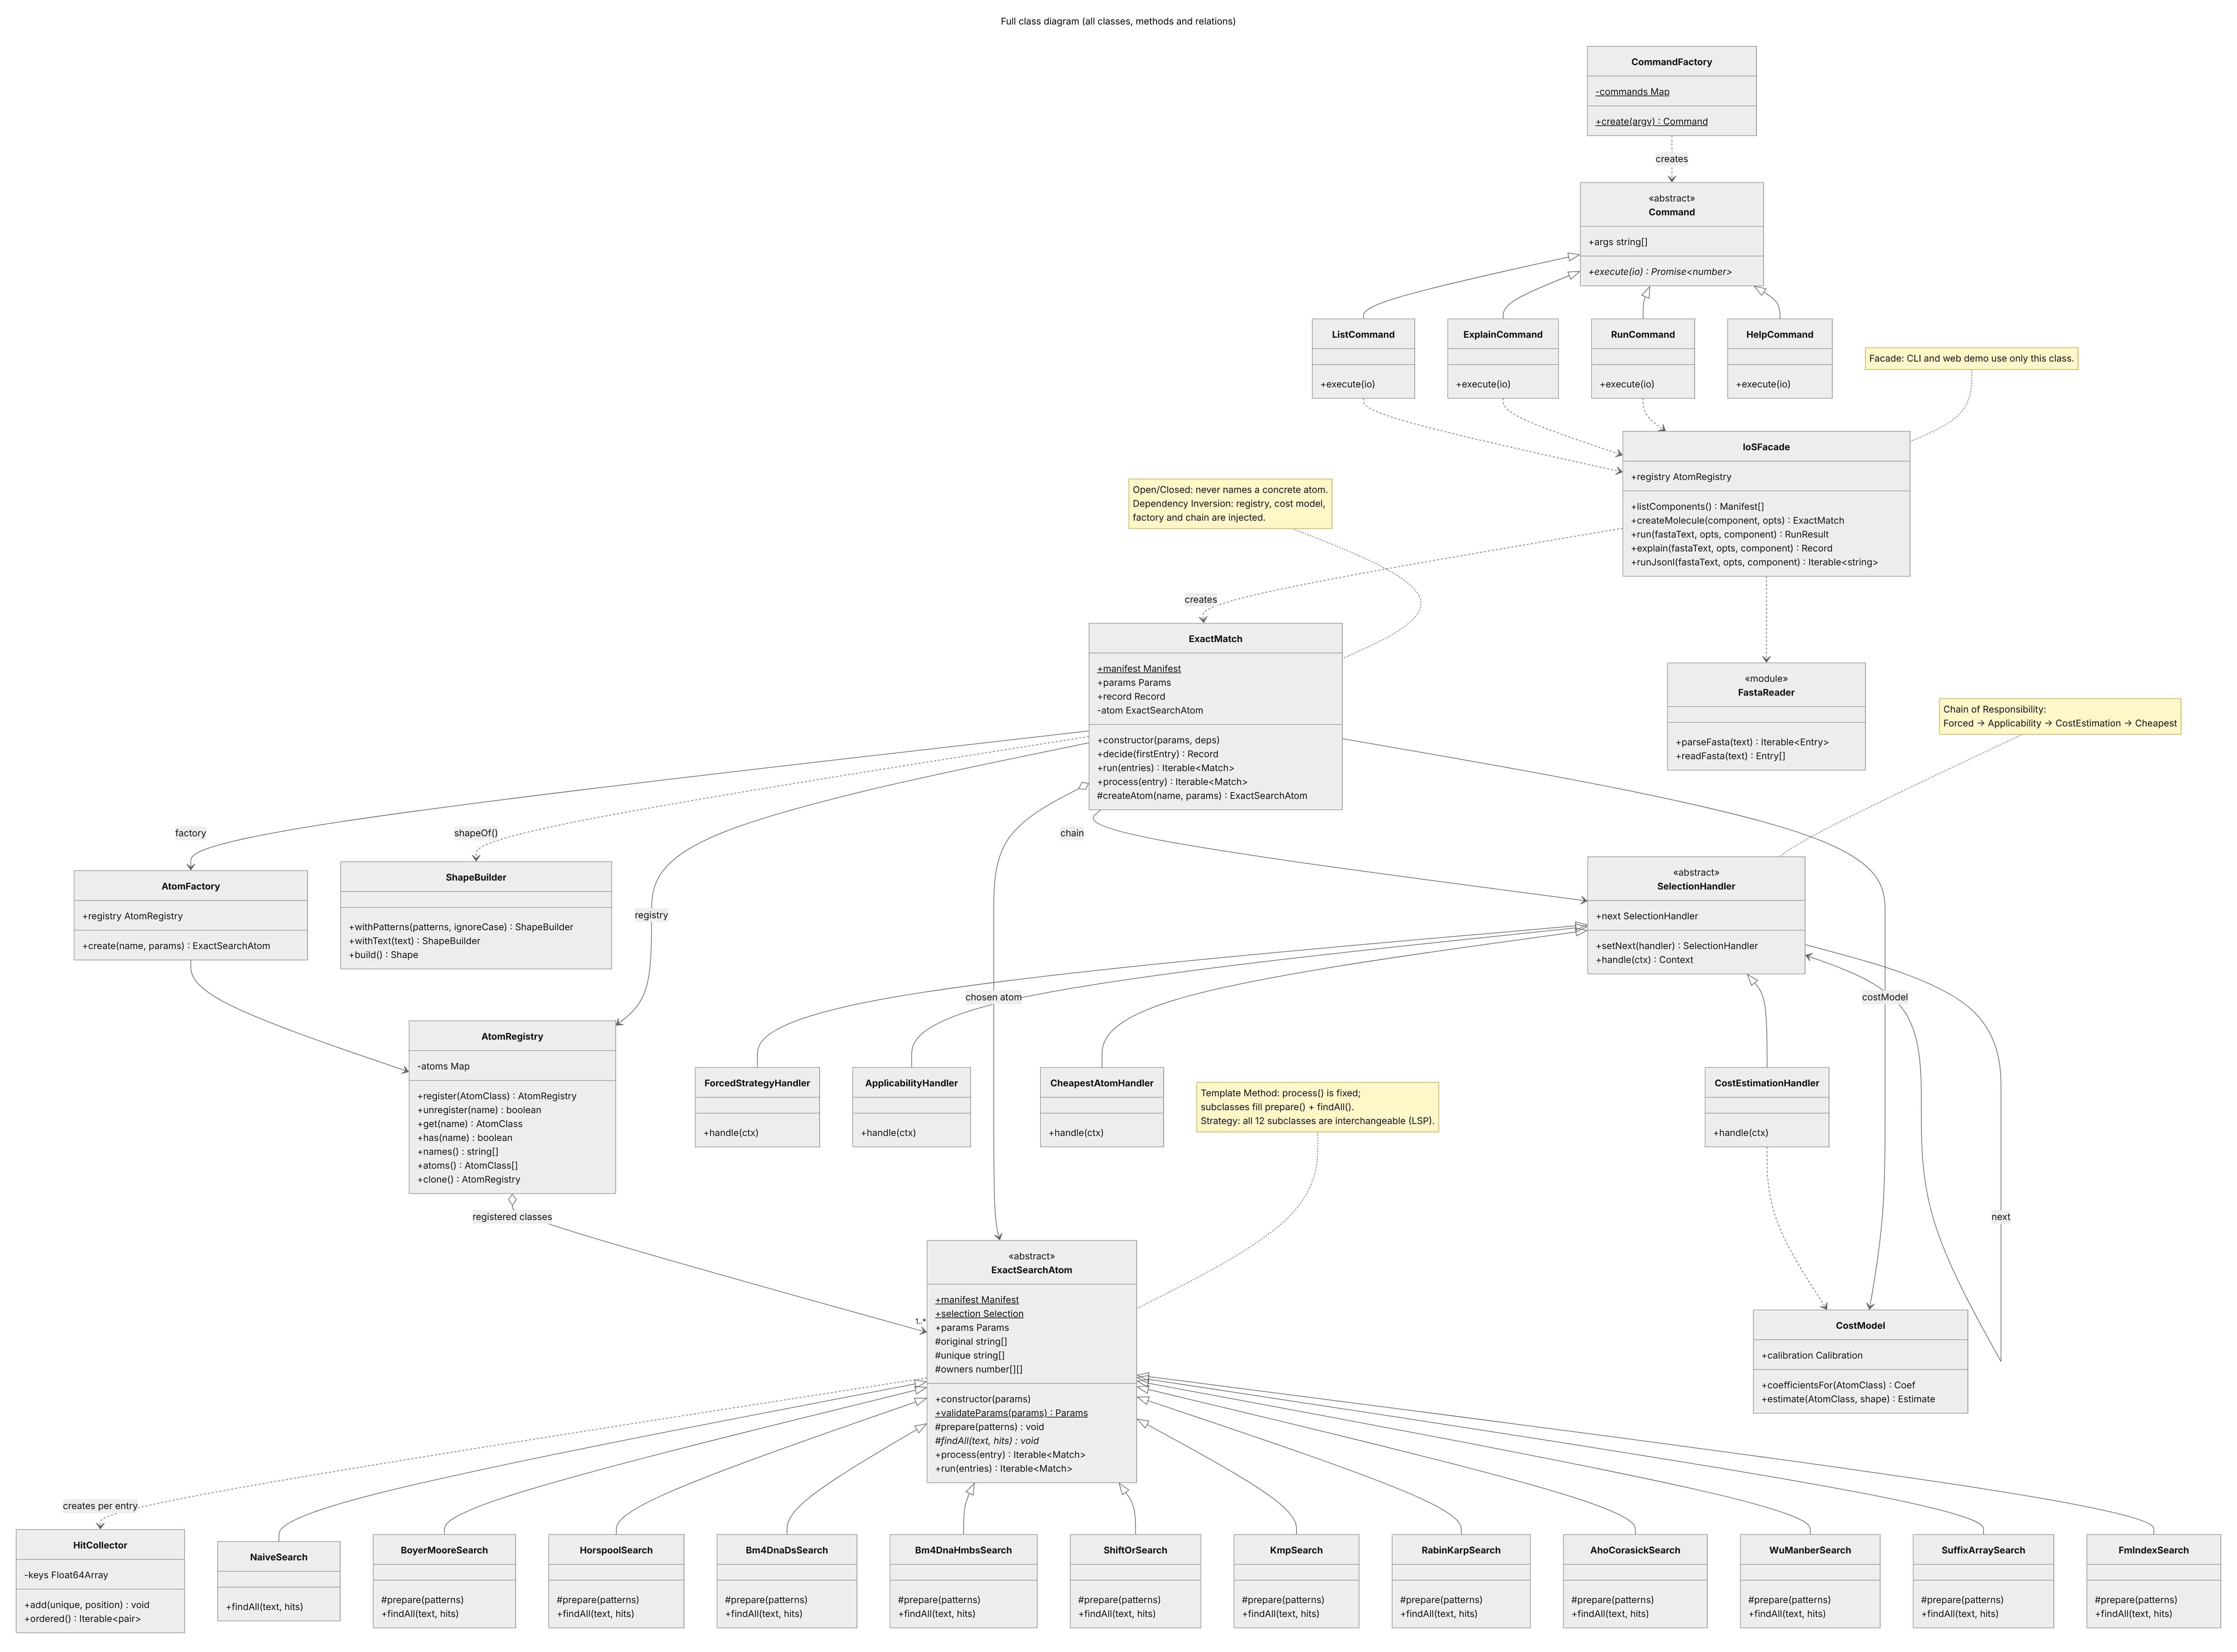 Full class diagram (all classes, methods and relations)
CommandFactory
-commands Map
+create(argv) : Command
creates
«abstract»
Command
+args string[]
+execute(io) : Promise<number>
ListCommand
+execute(io)
ExplainCommand
+execute(io)
RunCommand
+execute(io)
HelpCommand
+execute(io)
Facade: CLI and web demo use only this class.
IoSFacade
+registry AtomRegistry
+listComponents() : Manifest[]
+createMolecule(component, opts) : ExactMatch
+run(fastaText, opts, component) : RunResult
+explain(fastaText, opts, component) : Record
+runJsonl(fastaText, opts, component) : Iterable<string>
Open/Closed: never names a concrete atom.
Dependency Inversion: registry, cost model,
factory and chain are injected.
creates
ExactMatch
+manifest Manifest
+params Params
+record Record
-atom ExactSearchAtom
+constructor(params, deps)
+decide(firstEntry) : Record
+run(entries) : Iterable<Match>
+process(entry) : Iterable<Match>
#createAtom(name, params) : ExactSearchAtom
«module»
FastaReader
+parseFasta(text) : Iterable<Entry>
+readFasta(text) : Entry[]
Chain of Responsibility:
Forced → Applicability → CostEstimation → Cheapest
factory
shapeOf()
chain
AtomFactory
+registry AtomRegistry
+create(name, params) : ExactSearchAtom
ShapeBuilder
+withPatterns(patterns, ignoreCase) : ShapeBuilder
+withText(text) : ShapeBuilder
+build() : Shape
registry
«abstract»
SelectionHandler
+next SelectionHandler
+setNext(handler) : SelectionHandler
+handle(ctx) : Context
chosen atom
costModel
AtomRegistry
-atoms Map
+register(AtomClass) : AtomRegistry
+unregister(name) : boolean
+get(name) : AtomClass
+has(name) : boolean
+names() : string[]
+atoms() : AtomClass[]
+clone() : AtomRegistry
ForcedStrategyHandler
+handle(ctx)
ApplicabilityHandler
+handle(ctx)
CheapestAtomHandler
+handle(ctx)
Template Method: process() is fixed;
subclasses fill prepare() + findAll().
Strategy: all 12 subclasses are interchangeable (LSP).
CostEstimationHandler
+handle(ctx)
registered classes
next
1..*
«abstract»
ExactSearchAtom
+manifest Manifest
+selection Selection
+params Params
#original string[]
#unique string[]
#owners number[][]
+constructor(params)
+validateParams(params) : Params
#prepare(patterns) : void
#findAll(text, hits) : void
+process(entry) : Iterable<Match>
+run(entries) : Iterable<Match>
CostModel
+calibration Calibration
+coefficientsFor(AtomClass) : Coef
+estimate(AtomClass, shape) : Estimate
creates per entry
HitCollector
-keys Float64Array
+add(unique, position) : void
+ordered() : Iterable<pair>
NaiveSearch
+findAll(text, hits)
BoyerMooreSearch
#prepare(patterns)
+findAll(text, hits)
HorspoolSearch
#prepare(patterns)
+findAll(text, hits)
Bm4DnaDsSearch
#prepare(patterns)
+findAll(text, hits)
Bm4DnaHmbsSearch
#prepare(patterns)
+findAll(text, hits)
ShiftOrSearch
#prepare(patterns)
+findAll(text, hits)
KmpSearch
#prepare(patterns)
+findAll(text, hits)
RabinKarpSearch
#prepare(patterns)
+findAll(text, hits)
AhoCorasickSearch
#prepare(patterns)
+findAll(text, hits)
WuManberSearch
#prepare(patterns)
+findAll(text, hits)
SuffixArraySearch
#prepare(patterns)
+findAll(text, hits)
FmIndexSearch
#prepare(patterns)
+findAll(text, hits)